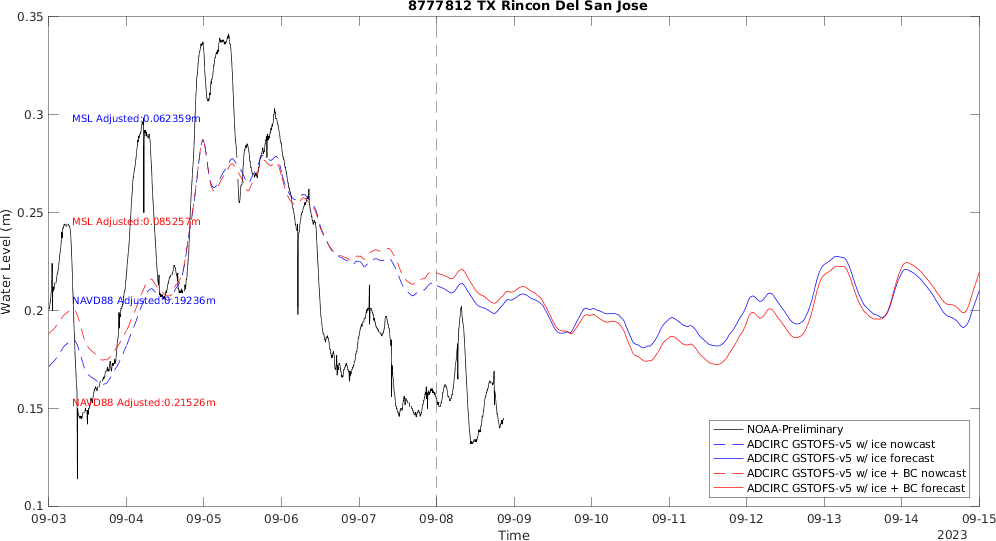 8777812 TX Rincon Del San Jose
0.35
0.3
0.25
0.2
0.15
0.1
Water Level (m)
MSL Adjusted:0.062359m
MSL Adjusted:0.085257m
NAVD88 Adjusted:0.19236m
NAVD88 Adjusted:0.21526m
NOAA-Preliminary
ADCIRC GSTOFS-v5 w/ ice nowcast
ADCIRC GSTOFS-v5 w/ ice forecast
ADCIRC GSTOFS-v5 w/ ice + BC nowcast
ADCIRC GSTOFS-v5 w/ ice + BC forecast
09-03 09-04 09-05 09-06 09-07 09-08 09-09 09-10 09-11 09-12 09-13 09-14 09-15
Time
2023